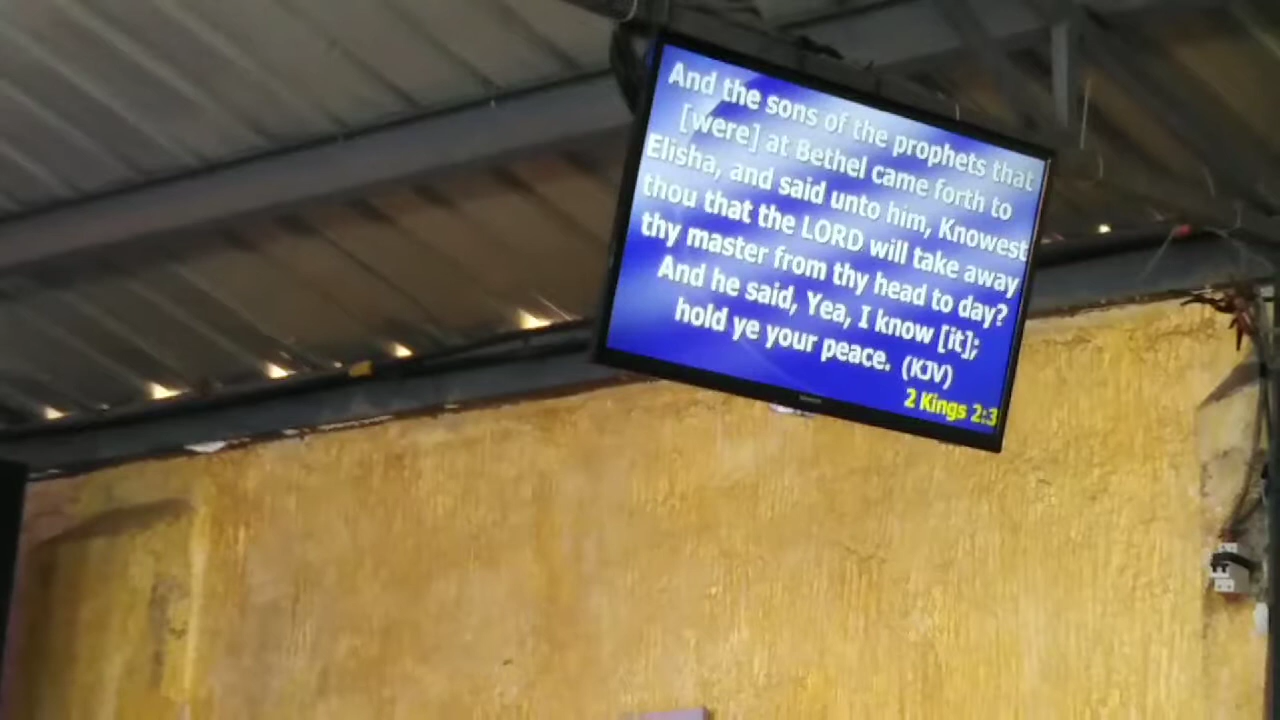 And the sons of the prophets that
[were] at Bethel came forth to
Elisha, and said unto him, Knowest
thou that the LORD will take away
thy master from thy head to day?
And he said, Yea, I know [it];
hold ye your peace. (KJV)
2 Kings 2:3